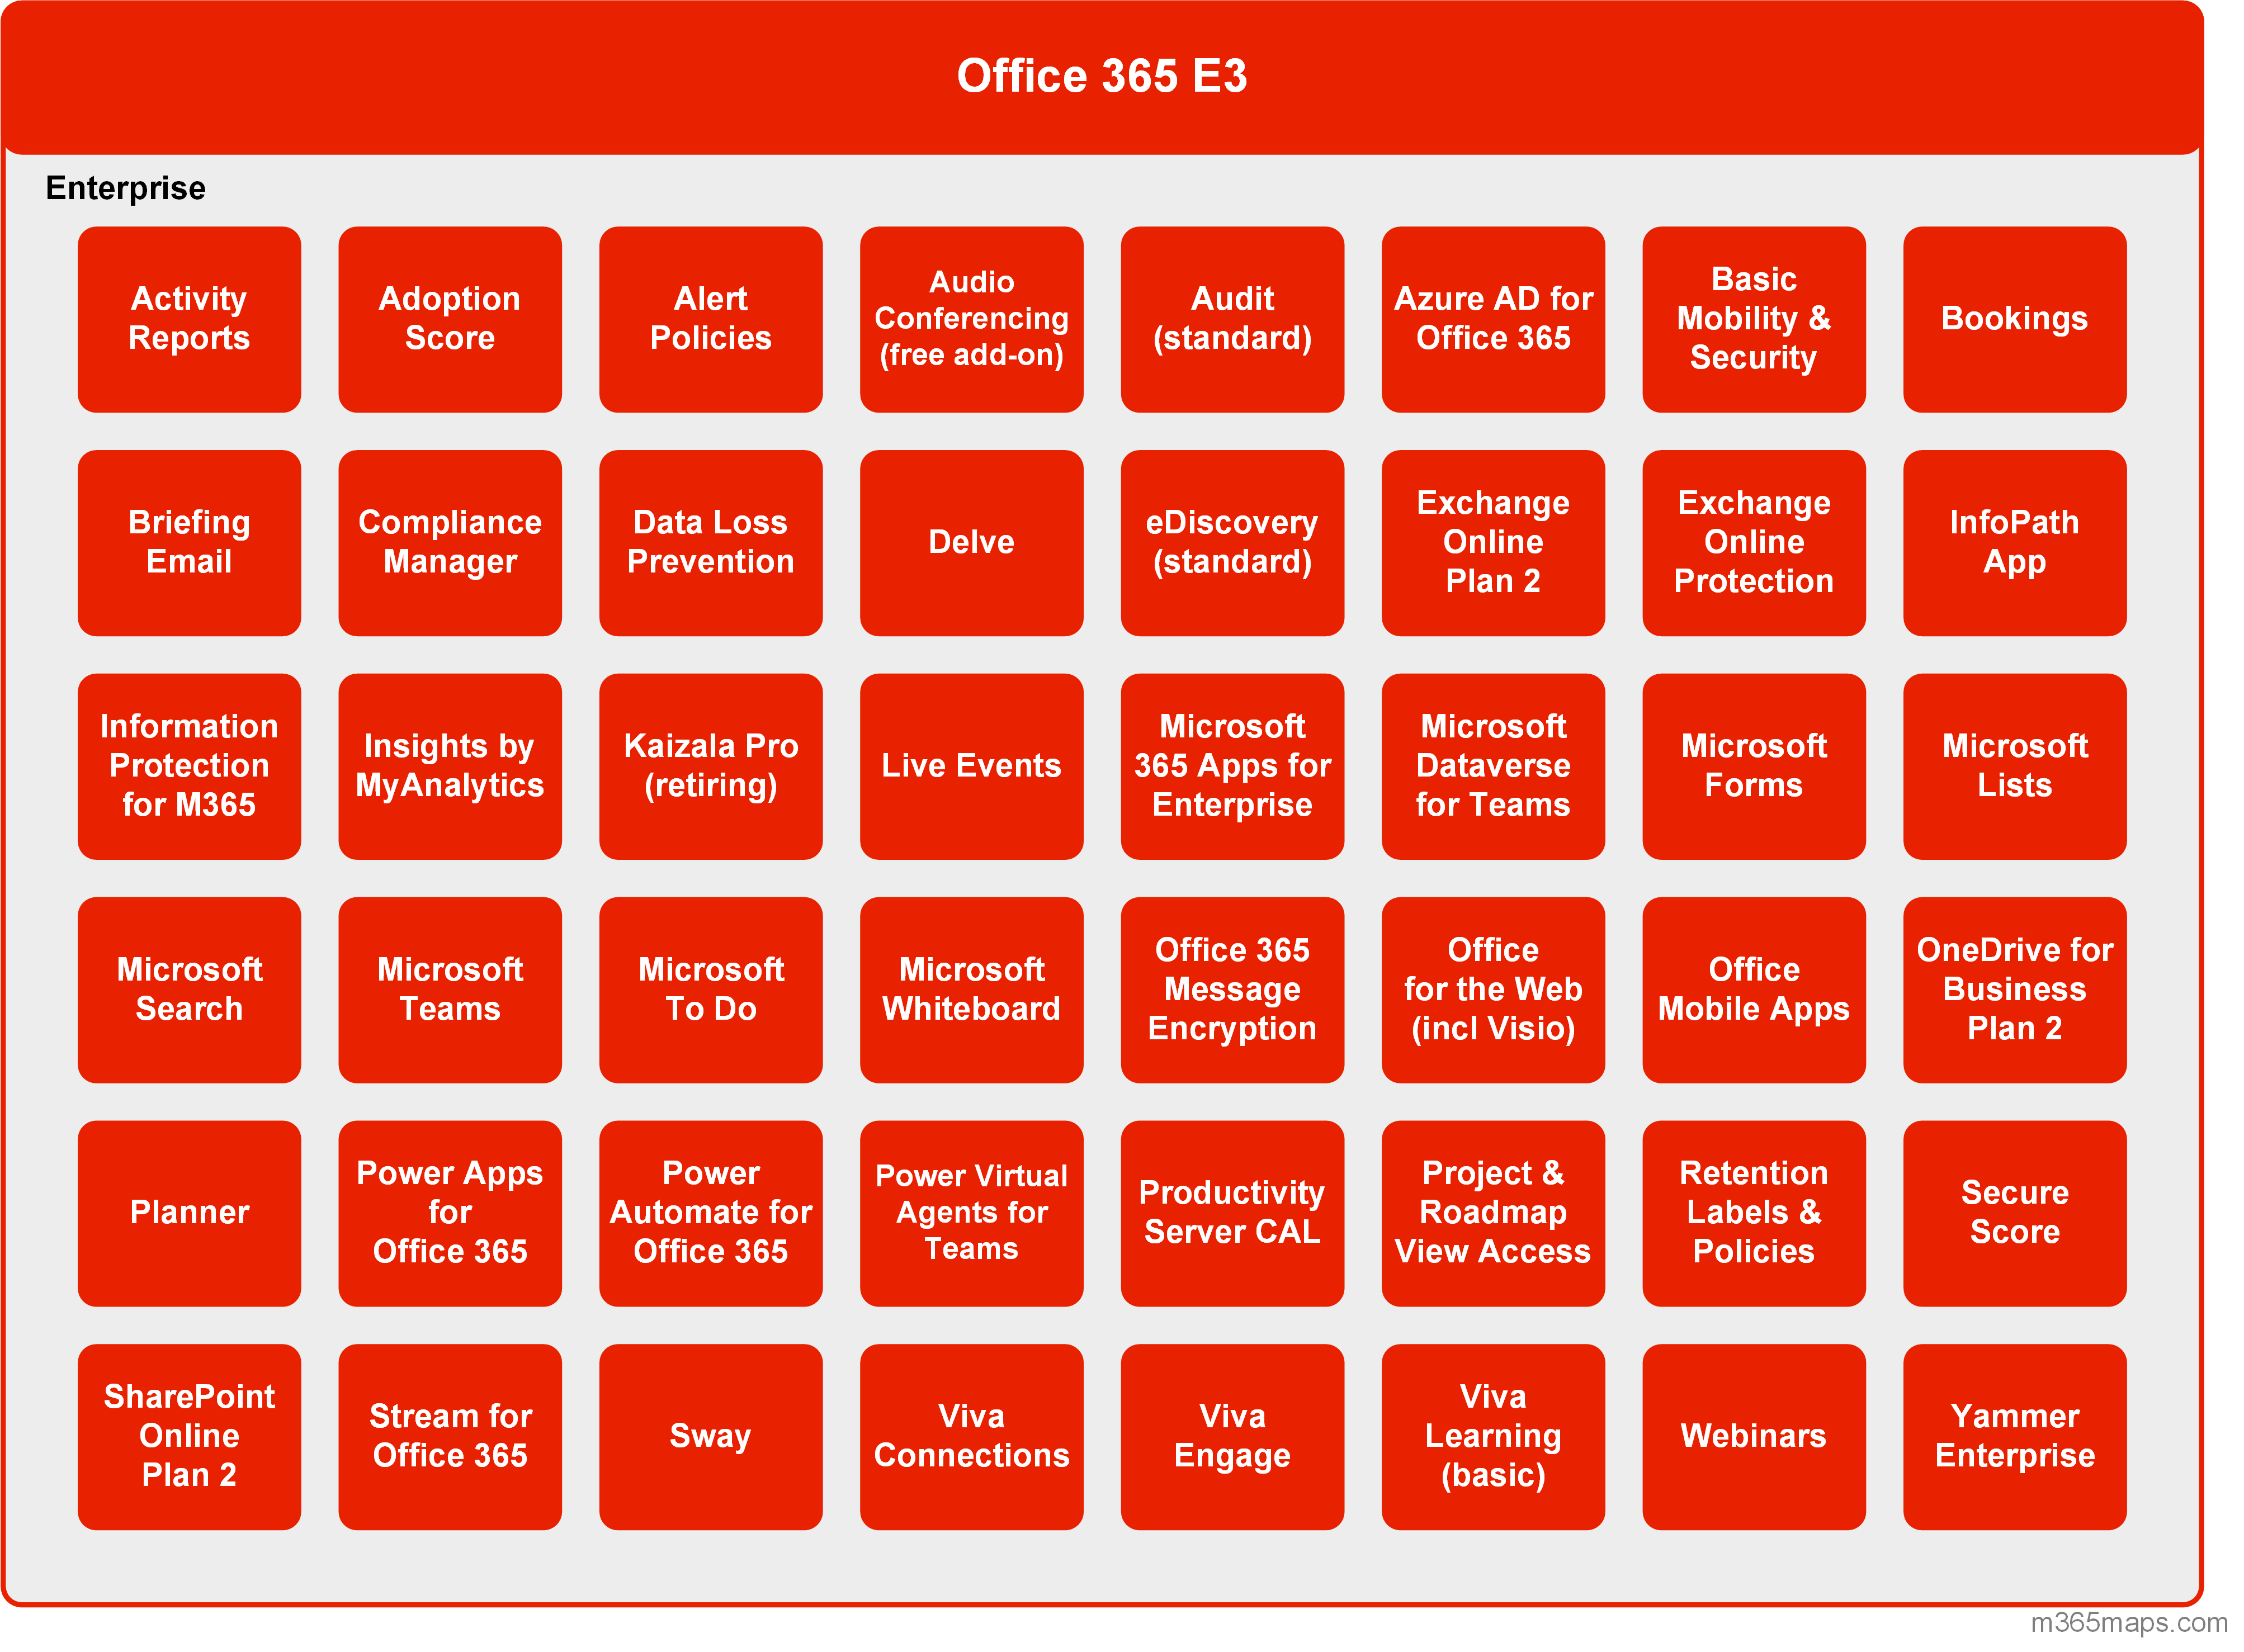 Office 365 E3
Enterprise
Activity
Reports
Adoption
Score
Alert
Policies
Audio
Conferencing
(free add-on)
Audit
(standard)
Azure AD for
Office 365
Basic
Mobility &
Security
Bookings
Briefing
Email
Compliance
Manager
Data Loss
Prevention
Delve
eDiscovery
(standard)
Exchange
Online
Plan 2
Exchange
Online
Protection
InfoPath
App
Information
Protection
for M365
Insights by
MyAnalytics
Kaizala Pro
(retiring)
Live Events
Microsoft
365 Apps for
Enterprise
Microsoft
Dataverse
for Teams
Microsoft
Forms
Microsoft
Lists
Microsoft
Search
Microsoft
Teams
Microsoft
To Do
Microsoft
Whiteboard
Office 365
Message
Encryption
Office
for the Web
(incl Visio)
Office
Mobile Apps
OneDrive for
Business
Plan 2
Planner
Power Apps
for
Office 365
Power
Automate for
Office 365
Power Virtual
Agents for
Teams
Productivity
Server CAL
Project &
Roadmap
View Access
Retention
Labels &
Policies
Secure
Score
SharePoint
Online
Plan 2
Stream for
Office 365
Sway
Viva
Connections
Viva
Engage
Viva
Learning
(basic)
Webinars
Yammer
Enterprise
m365maps.com